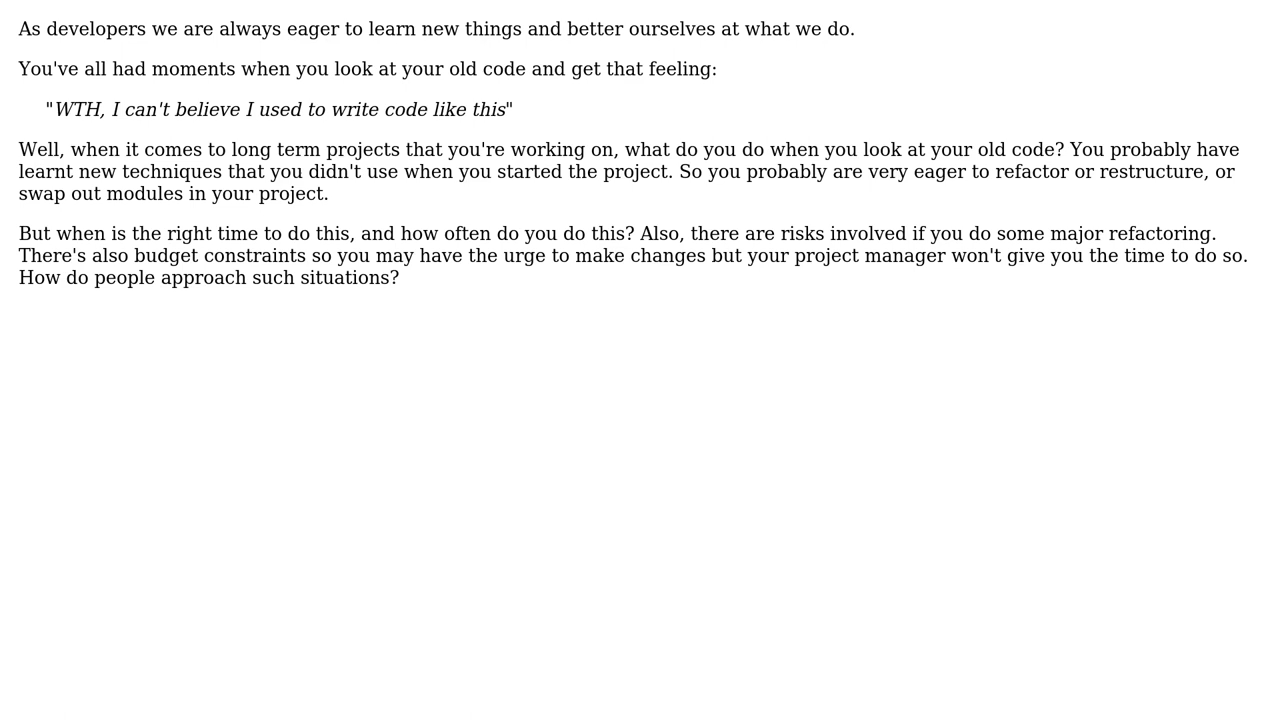 As developers we are always eager to learn new things and better ourselves at what we do.
You've all had moments when you look at your old code and get that feeling:
"WTH, I can't believe I used to write code like this"
Well, when it comes to long term projects that you're working on, what do you do when you look at your old code? You probably have
learnt new techniques that you didn't use when you started the project. So you probably are very eager to refactor or restructure, or
swap out modules in your project.
But when is the right time to do this, and how often do you do this? Also, there are risks involved if you do some major refactoring.
There's also budget constraints so you may have the urge to make changes but your project manager won't give you the time to do so.
How do people approach such situations?